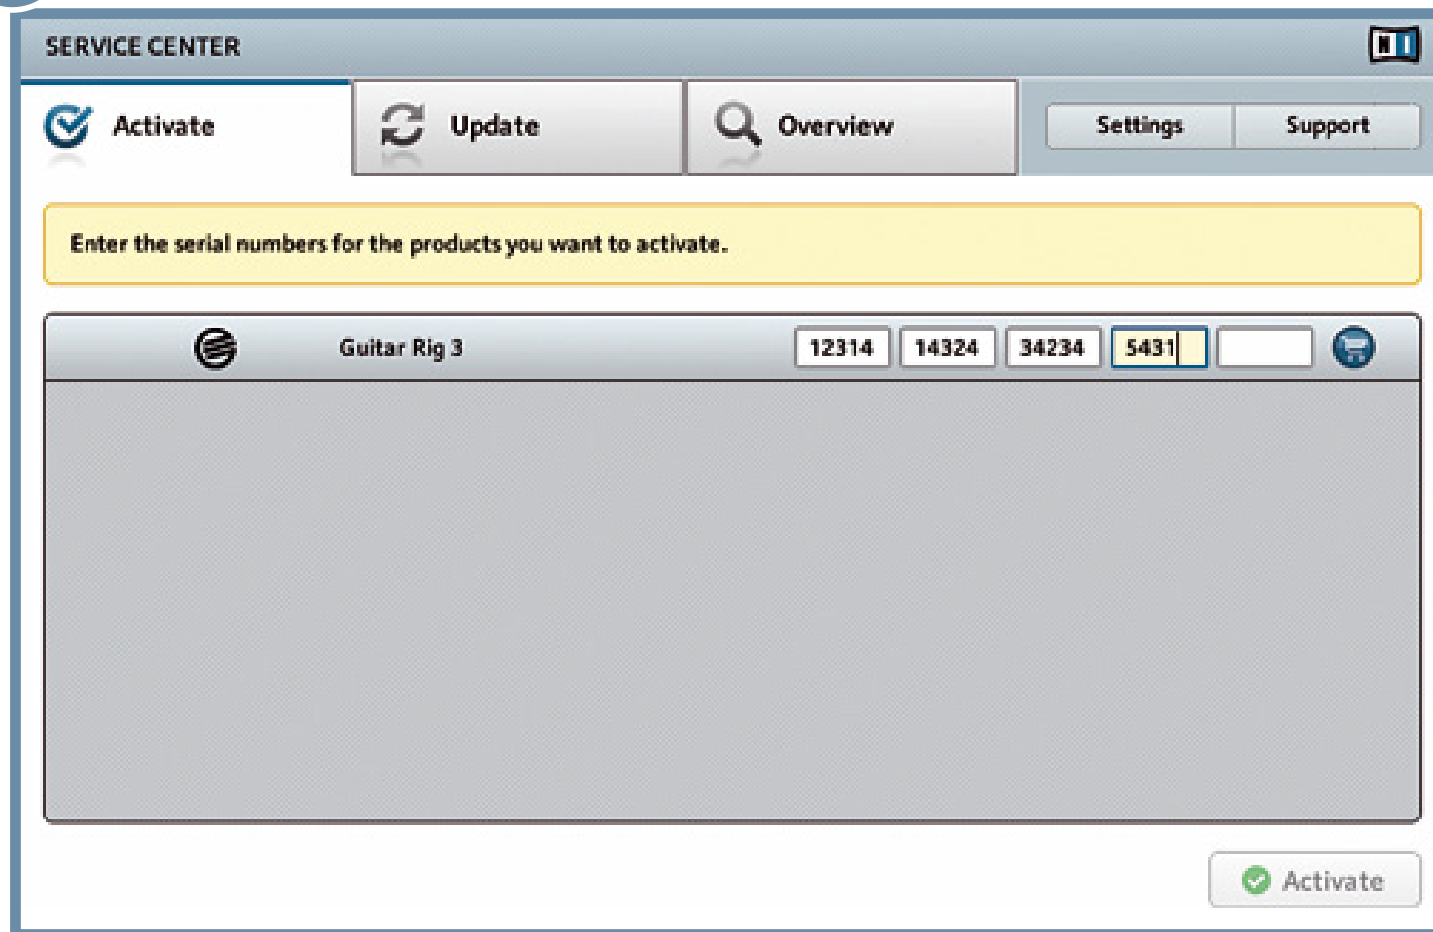 SERVICE CENTER
NI
Activate Update Overview Settings Support
Enter the serial numbers for the products you want to activate.
Guitar Rig 3 12314 14324 34234 5431
Activate